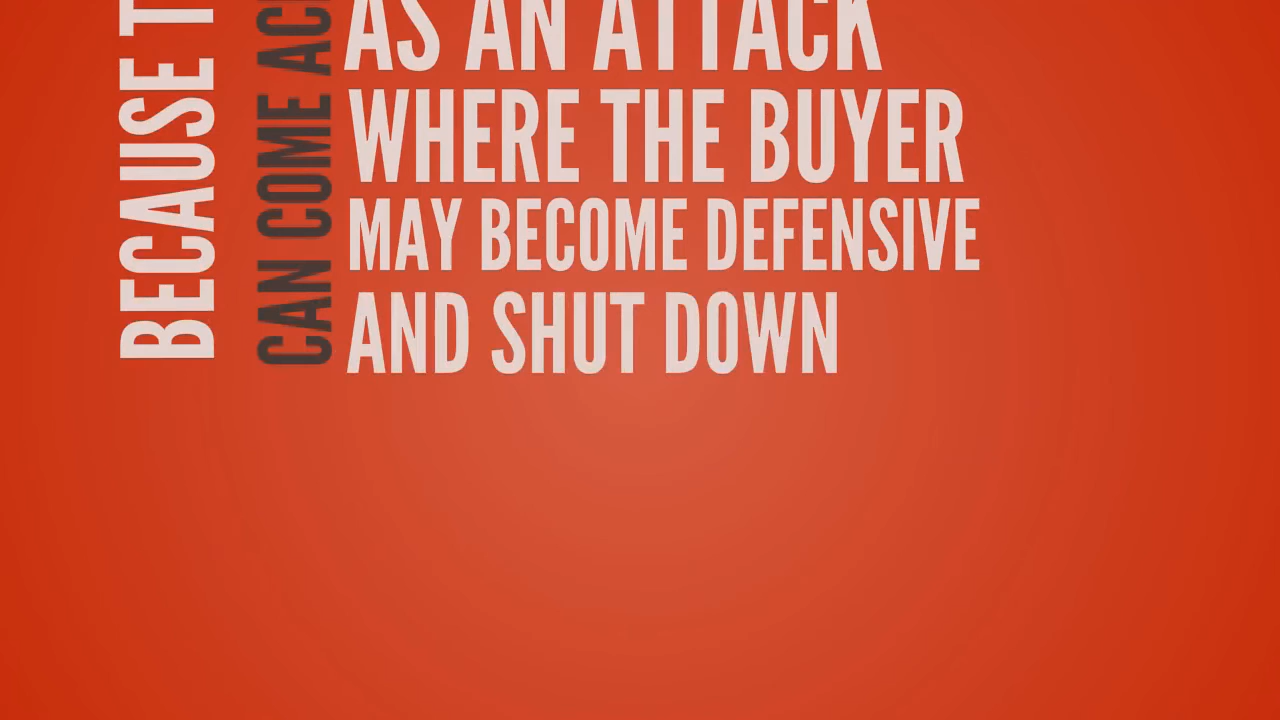 BECAUSE
CAN COME
AS AN ATTACK
WHERE THE BUYER
MAY BECOME DEFENSIVE
AND SHUT DOWN